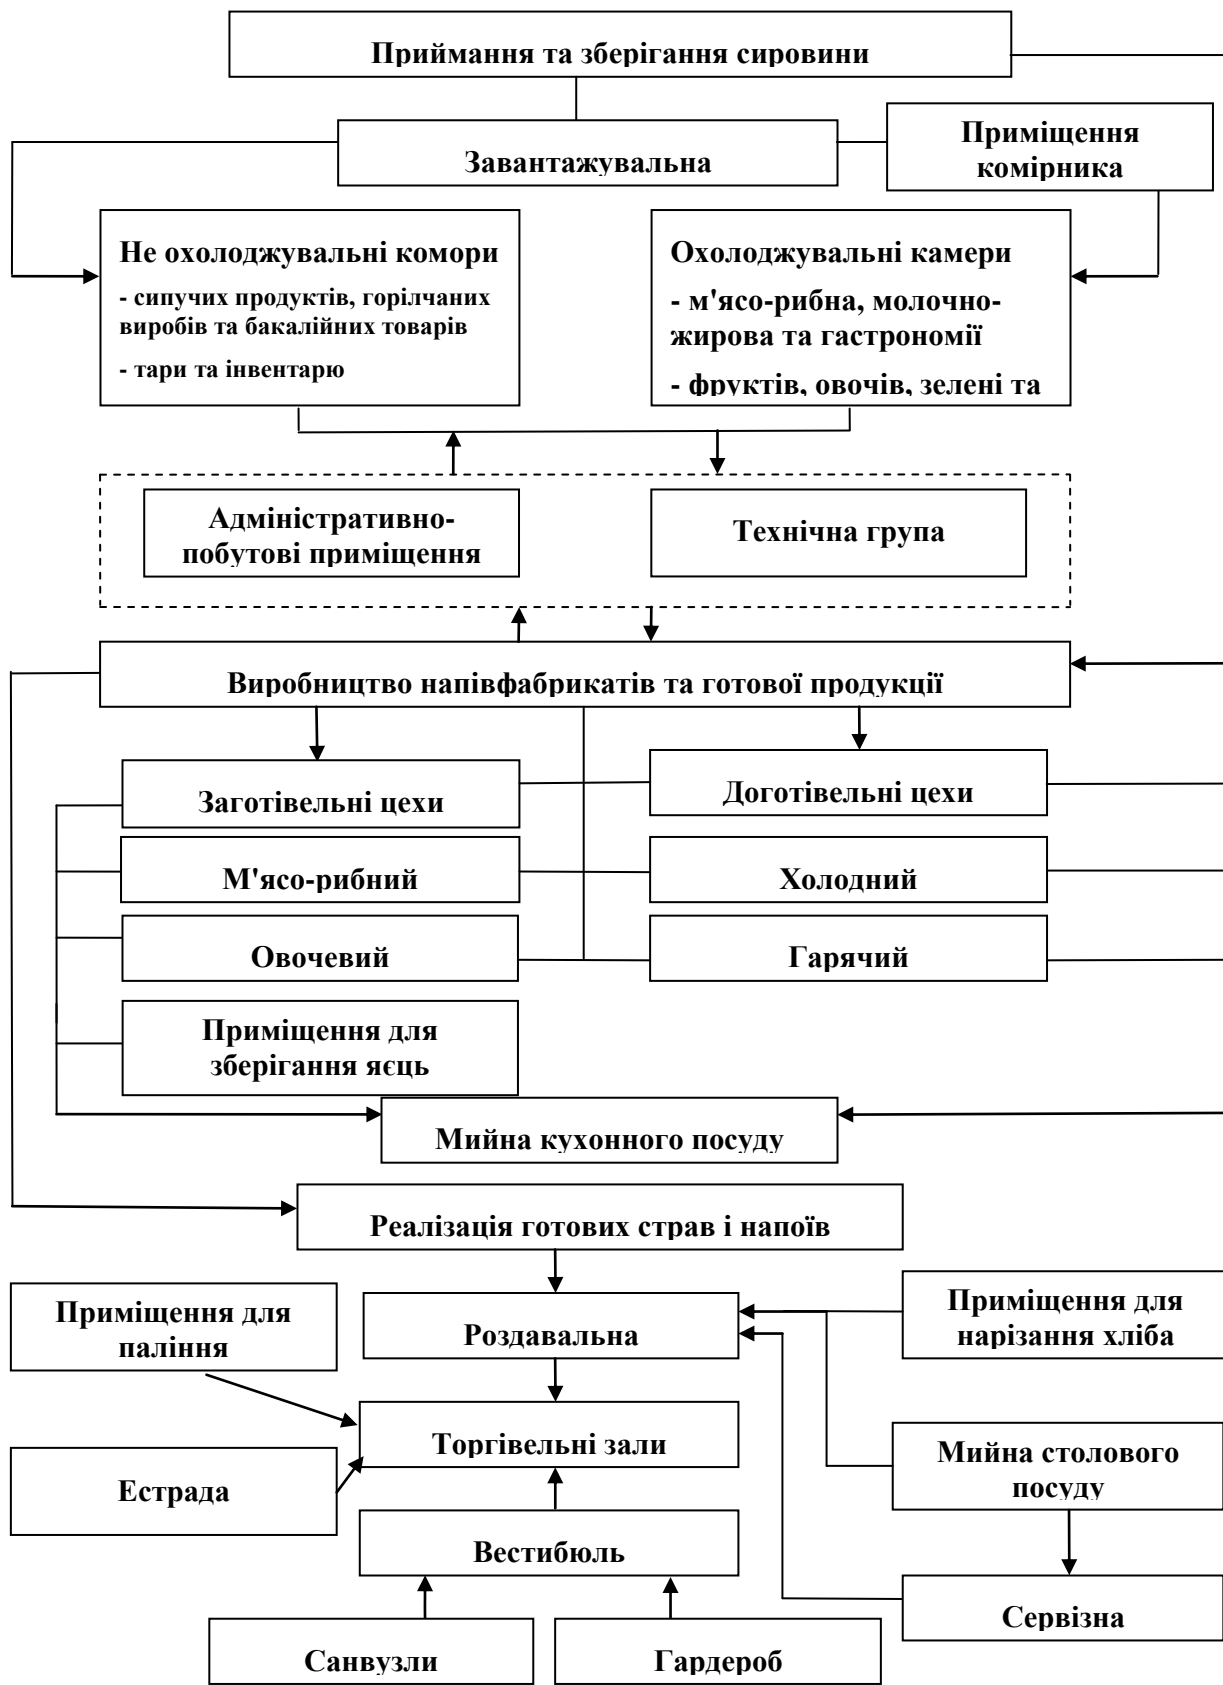 Приймання та зберігання сировини
Завантажувальна
Приміщення
комірника
Не охолоджувальні комори
- сипучих продуктів, горілчаних
виробів та бакалійних товарів
- тари та інвентарю
Охолоджувальні камери
- м'ясо-рибна, молочно-
жирова та гастрономії
- фруктів, овочів, зелені та
Адміністративно-
побутові приміщення
Технічна група
Виробництво напівфабрикатів та готової продукції
Заготівельні цехи
Доготівельні цехи
М'ясо-рибний
Холодний
Овочевий
Гарячий
Приміщення для
зберігання яєць
Мийна кухонного посуду
Реалізація готових страв і напоїв
Приміщення для
паління
Роздавальна
Приміщення для
нарізання хліба
Торгівельні зали
Естрада
Мийна столового
посуду
Вестибюль
Сервізна
Санвузли
Гардероб